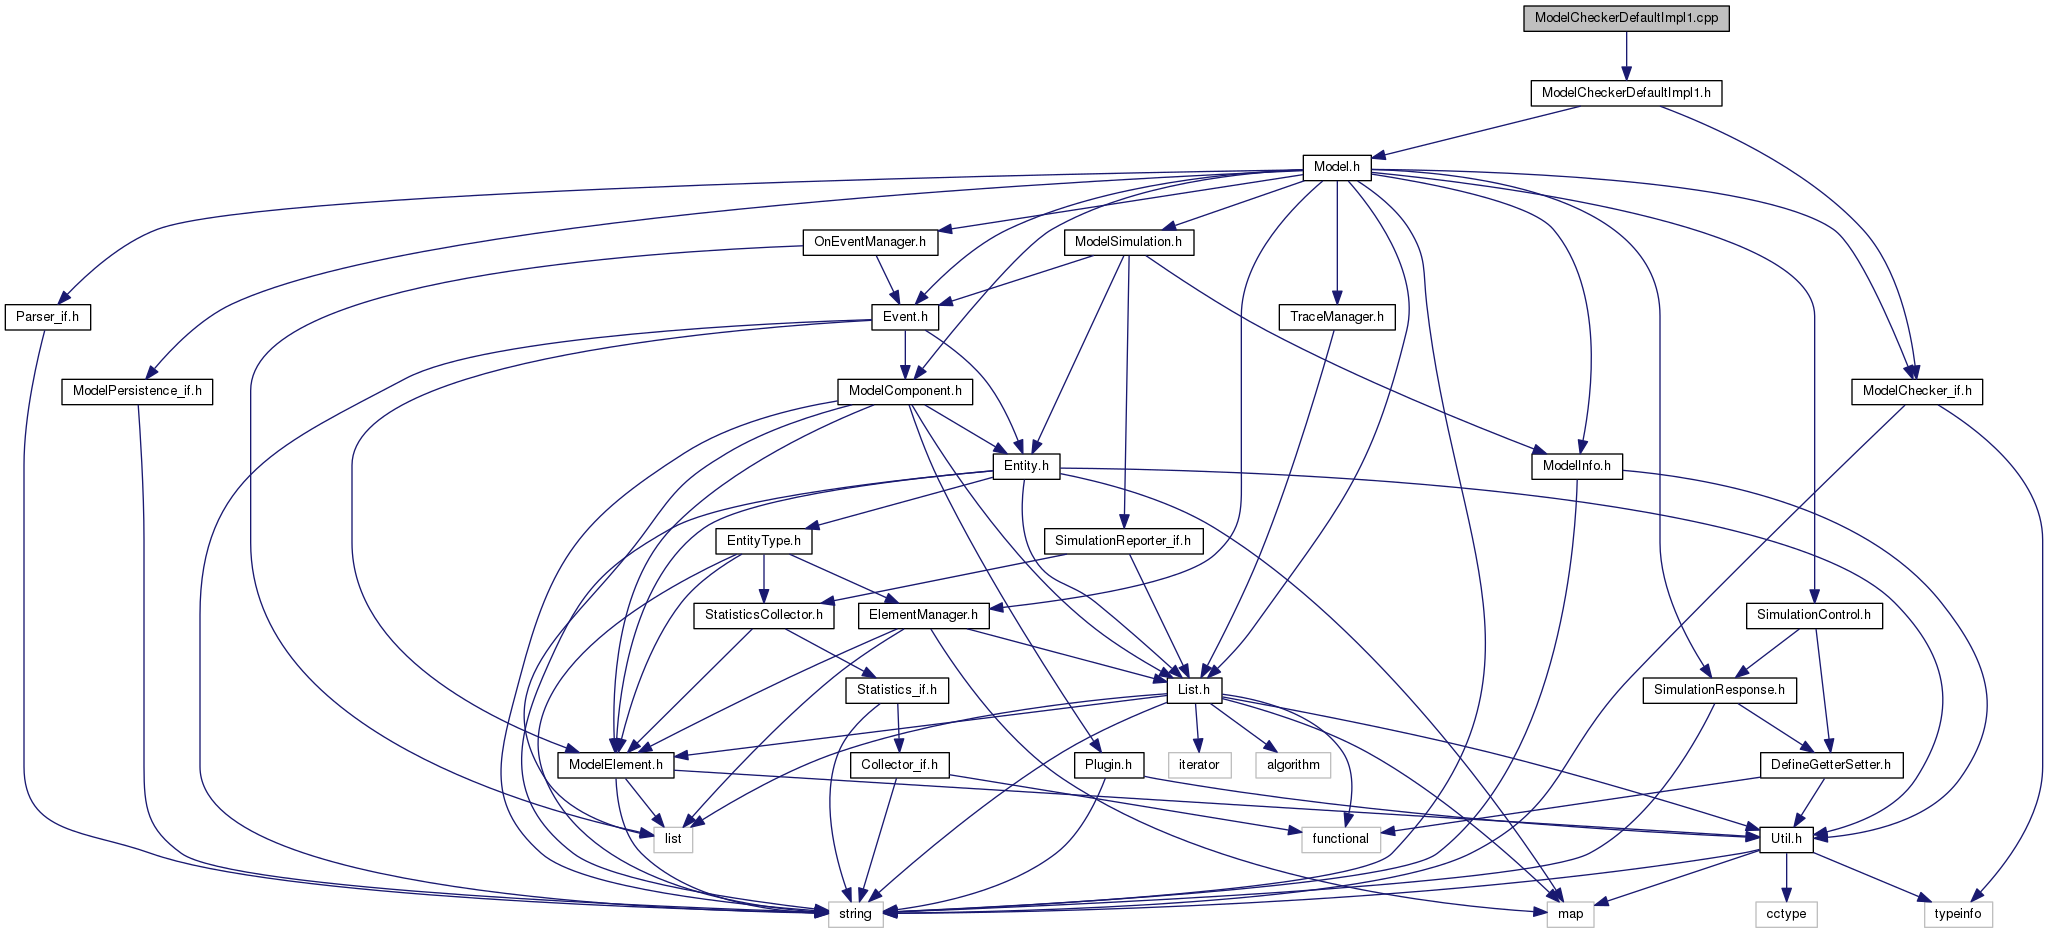 ModelCheckerDefaultImpl1.cpp
ModelCheckerDefaultImpl1.h
Model.h
OnEventManager.h
ModelSimulation.h
Parser_if.h
Event.h
TraceManager.h
ModelPersistence_if.h
ModelComponent.h
ModelChecker_if.h
Entity.h
ModelInfo.h
EntityType.h
SimulationReporter_if.h
StatisticsCollector.h
ElementManager.h
SimulationControl.h
Statistics_if.h
List.h
SimulationResponse.h
ModelElement.h
Collector_if.h
Plugin.h
iterator
algorithm
DefineGetterSetter.h
list
functional
Util.h
string
map
cctype
typeinfo